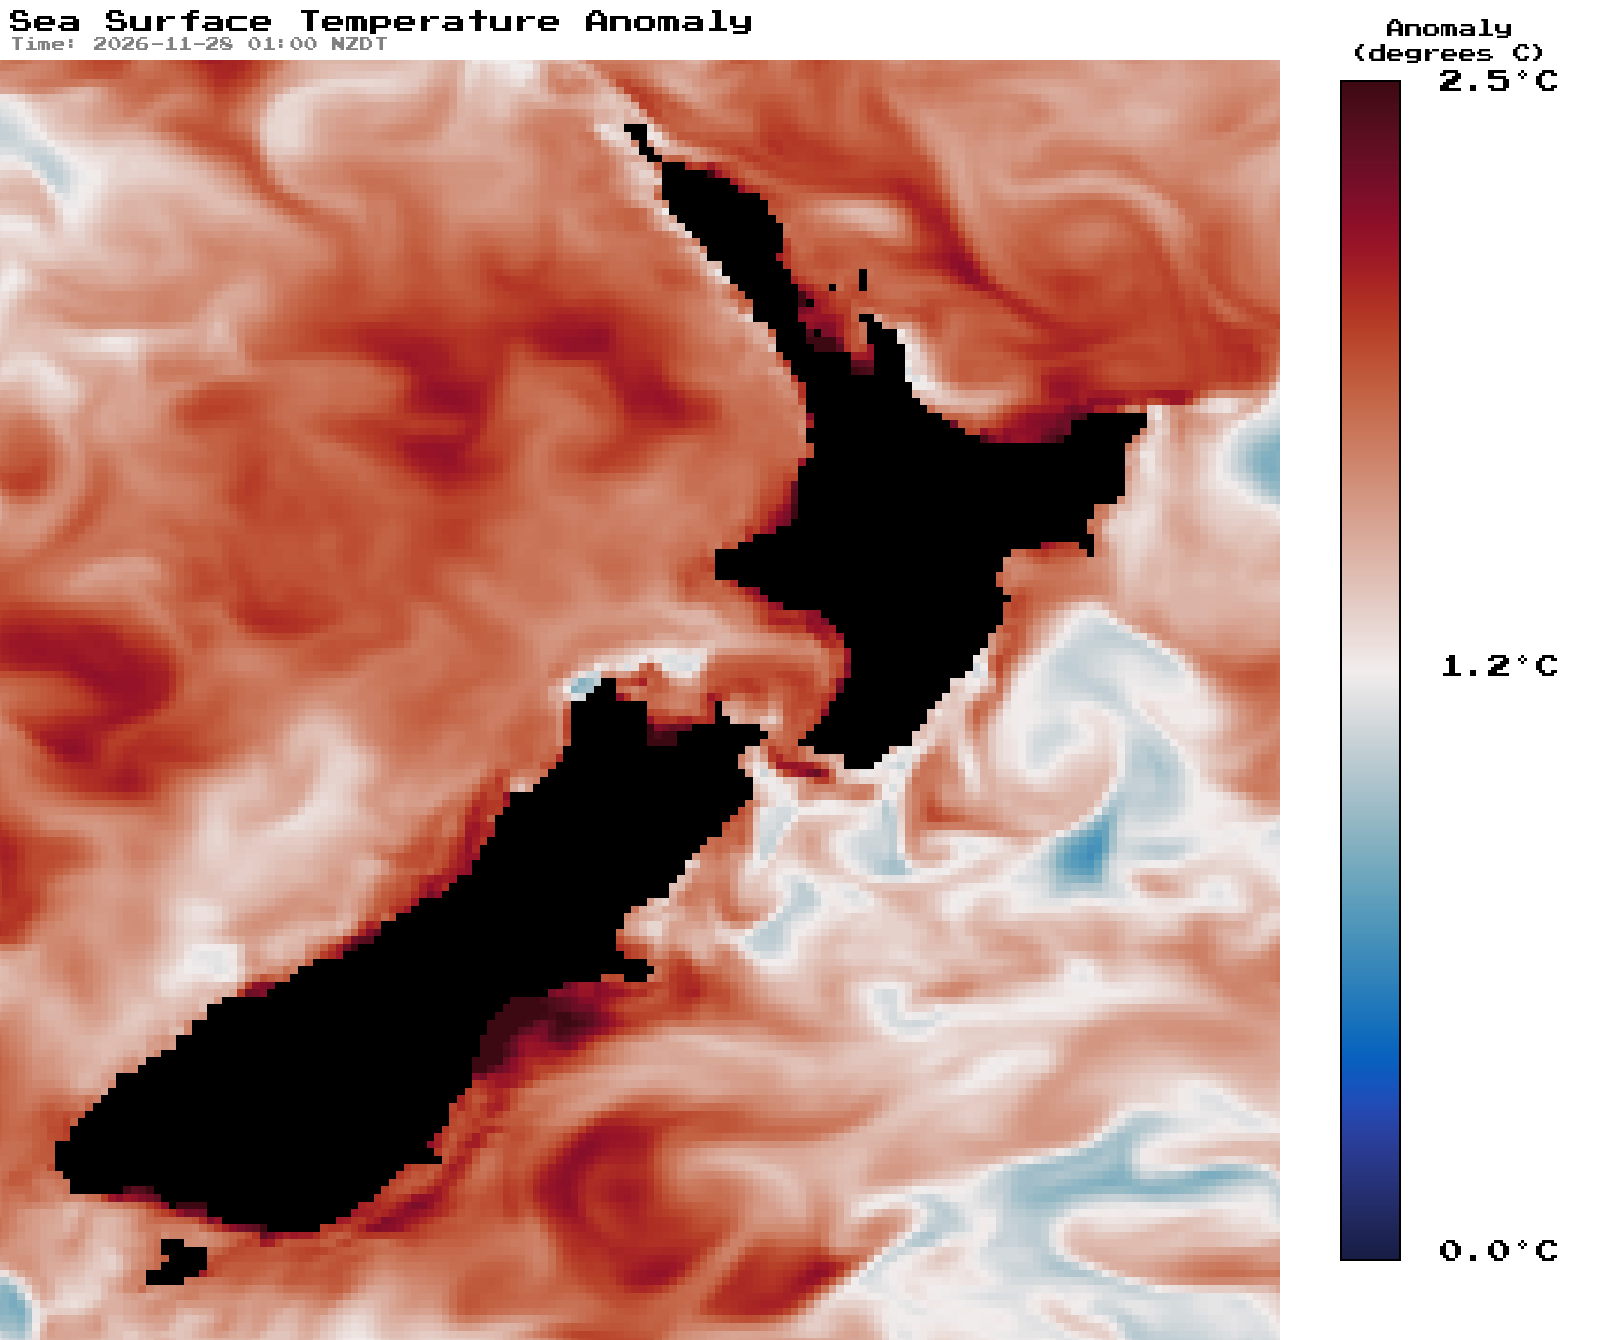 Sea Surface Temperature Anomaly
Time: 2026-11-28 01:00 NZDT
Anomaly
(degrees C)
2.5°C
1.2°C
0.0°C